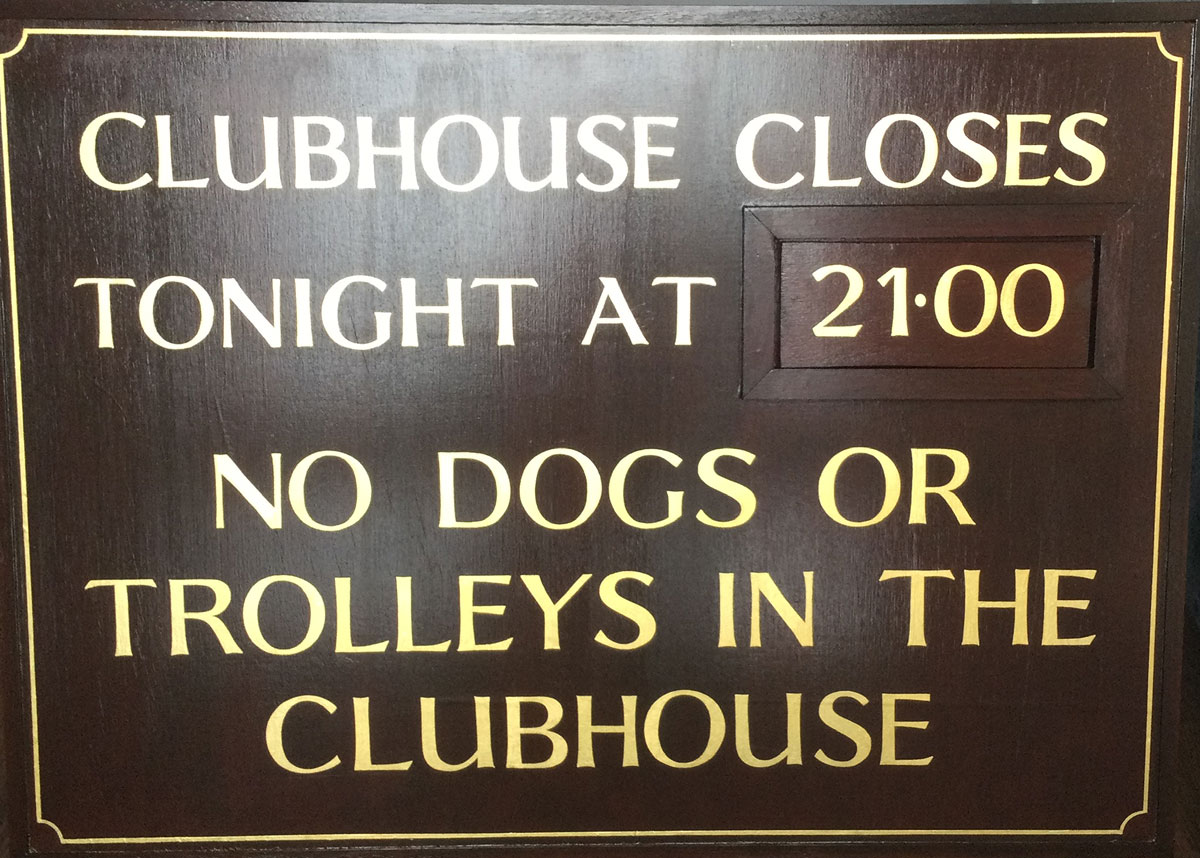 CLUBHOUSE CLOSES
TONIGHT AT 21·00
NO DOGS OR
TROLLEYS IN THE
CLUBHOUSE